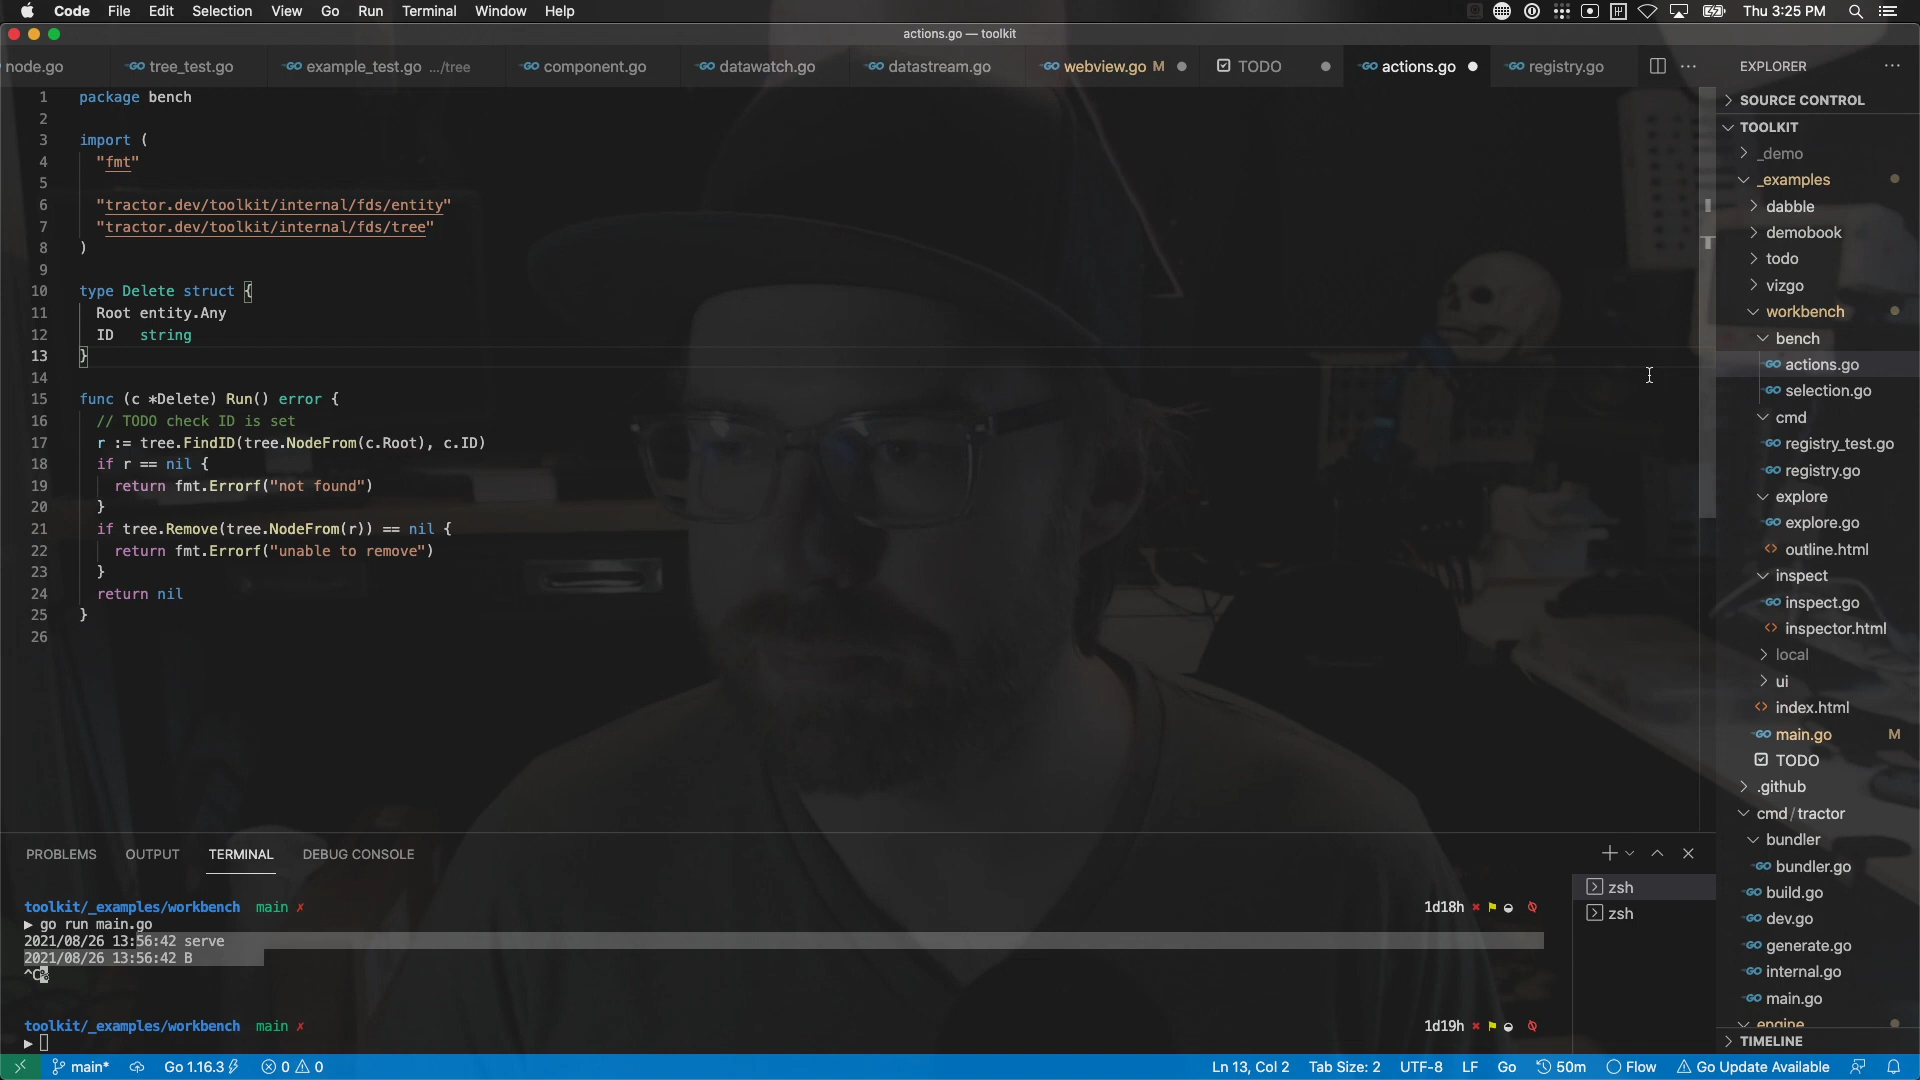 Code File Edit Selection View Go Run Terminal Window Help
Thu 3:25 PM
actions.go — toolkit
node.go
tree_test.go
example_test.go .../tree
component.go
datawatch.go
datastream.go
webview.go M
TODO
actions.go
registry.go
1 package bench
2
3 import (
4 "fmt"
5
6 "tractor.dev/toolkit/internal/fds/entity"
7 "tractor.dev/toolkit/internal/fds/tree"
8 )
9
10 type Delete struct {
11 Root entity.Any
12 ID string
13 }
14
15 func (c *Delete) Run() error {
16 // TODO check ID is set
17 r := tree.FindID(tree.NodeFrom(c.Root), c.ID)
18 if r == nil {
19 return fmt.Errorf("not found")
20 }
21 if tree.Remove(tree.NodeFrom(r)) == nil {
22 return fmt.Errorf("unable to remove")
23 }
24 return nil
25 }
26
EXPLORER
SOURCE CONTROL
TOOLKIT
_demo
_examples
dabble
demobook
todo
vizgo
workbench
bench
actions.go
selection.go
cmd
registry_test.go
registry.go
explore
explore.go
outline.html
inspect
inspect.go
inspector.html
local
ui
index.html
main.go M
TODO
.github
cmd / tractor
bundler
bundler.go
build.go
dev.go
generate.go
internal.go
main.go
engine
TIMELINE
PROBLEMS OUTPUT TERMINAL DEBUG CONSOLE
zsh
zsh
toolkit/_examples/workbench main ✗ 1d18h
▶ go run main.go
2021/08/26 13:56:42 serve
2021/08/26 13:56:42 B
^C
toolkit/_examples/workbench main ✗ 1d19h
▶
main* Go 1.16.3 0 0 Ln 13, Col 2 Tab Size: 2 UTF-8 LF Go 50m Flow Go Update Available